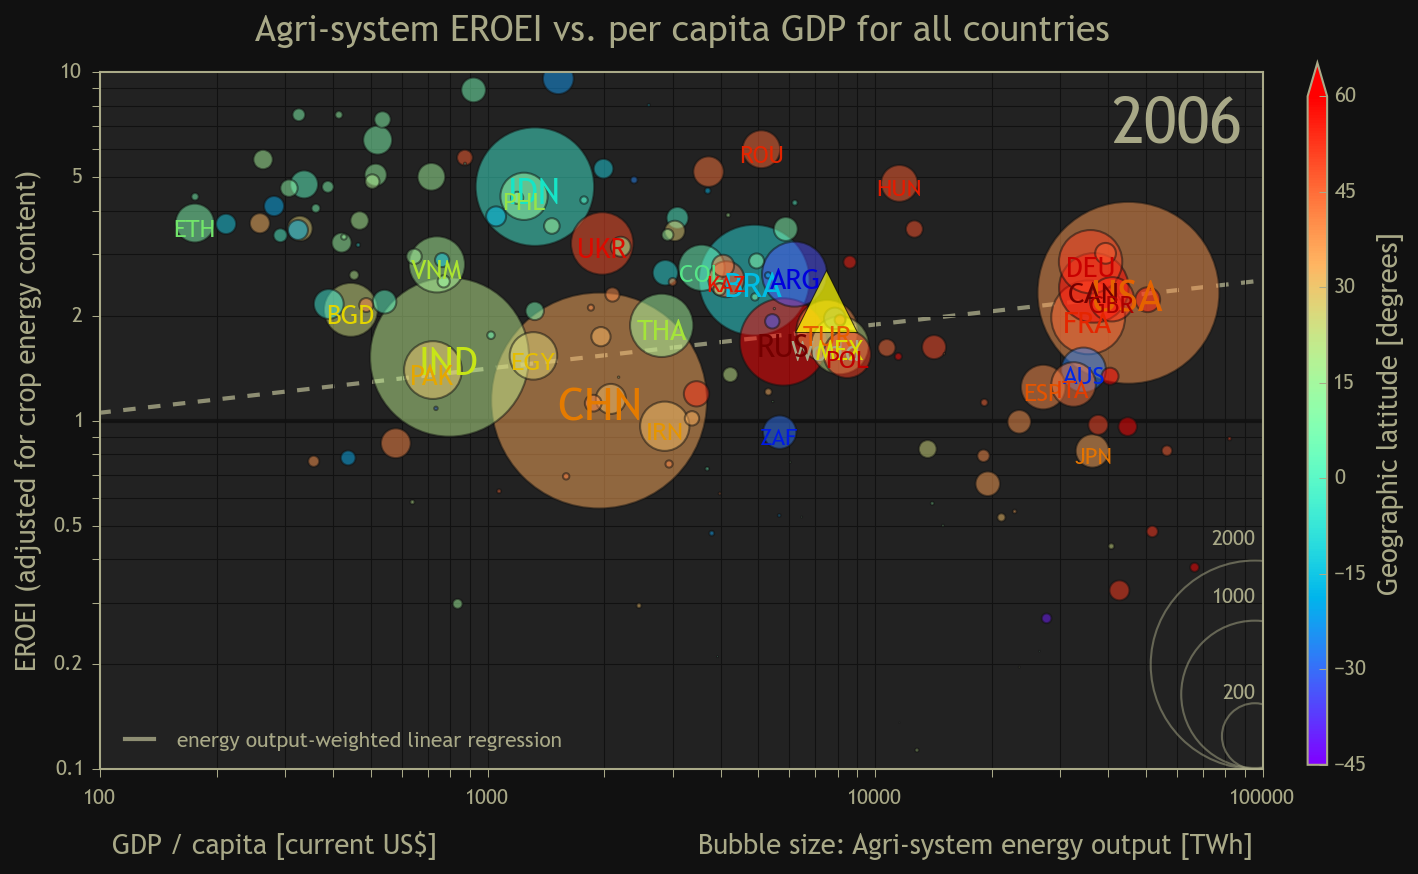 Agri-system EROEI vs. per capita GDP for all countries
2006
EROEI (adjusted for crop energy content)
10
5
2
1
0.5
0.2
0.1
ETH
BGD
VNM
IND
PAK
PHL
IDN
EGY
UKR
CHN
THA
IRN
COL
KAZ
BRA
ARG
RUS
ZAF
TUR
MEX
POL
ROU
HUN
DEU
CAN
USA
GBR
FRA
AUS
ESP
ITA
JPN
2000
1000
200
energy output-weighted linear regression
100
1000
10000
100000
GDP / capita [current US$]
Bubble size: Agri-system energy output [TWh]
60
45
30
15
0
−15
−30
−45
Geographic latitude [degrees]